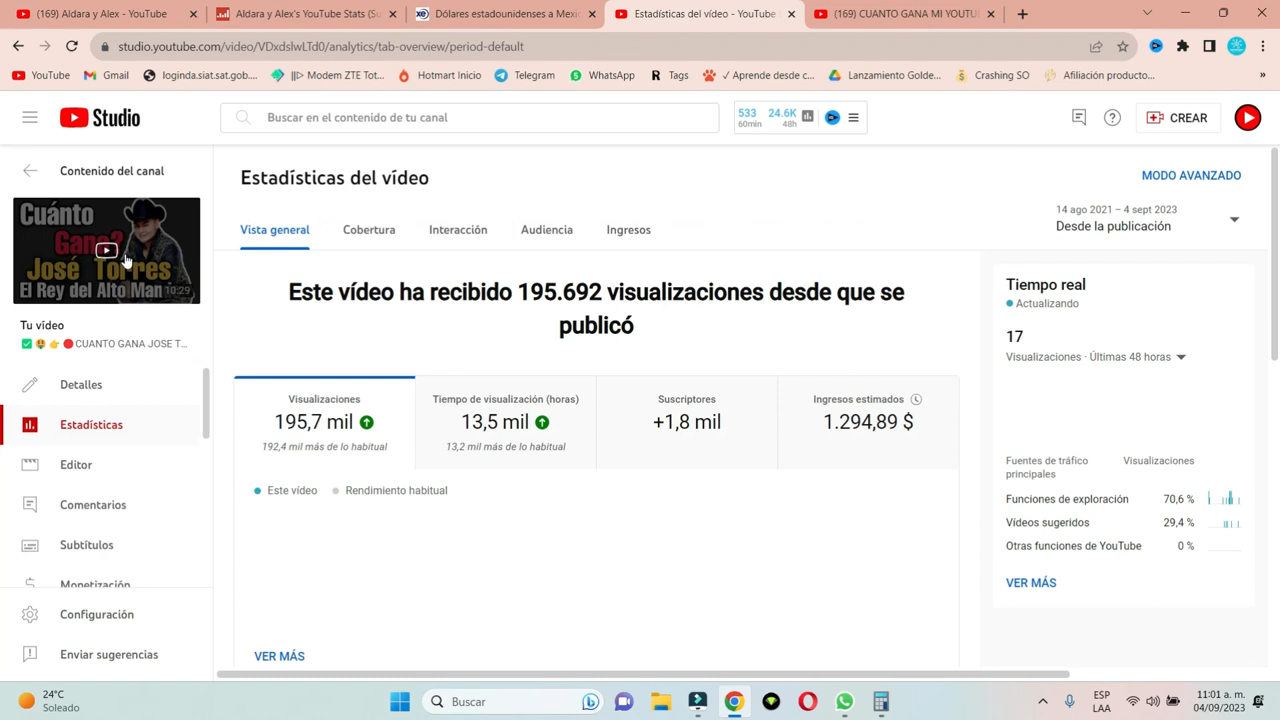 (169) Aldara y Alex - YouTube
Aldara y Alex's YouTube Stats (Su
Dólares estadounidenses a Mexic
Estadísticas del vídeo - YouTube
(169) CUANTO GANA MI YOUTU
studio.youtube.com/video/VDxdslwLTd0/analytics/tab-overview/period-default
YouTube
Gmail
loginda.siat.sat.gob....
||▷ Modem ZTE Tot...
Hotmart Inicio
Telegram
WhatsApp
Tags
✓ Aprende desde c...
Lanzamiento Golde...
Crashing SO
Afiliación producto...
»
Studio
Buscar en el contenido de tu canal
533 24.6K
60min 48h
CREAR
Contenido del canal
Cuánto
Gana?
José Torres
El Rey del Alto Man
10:29
Tu vídeo
CUANTO GANA JOSE T...
Detalles
Estadísticas
Editor
Comentarios
Subtítulos
Monetización
Configuración
Enviar sugerencias
Estadísticas del vídeo
MODO AVANZADO
14 ago 2021 – 4 sept 2023
Desde la publicación
Vista general
Cobertura
Interacción
Audiencia
Ingresos
Este vídeo ha recibido 195.692 visualizaciones desde que se
publicó
Visualizaciones
195,7 mil
192,4 mil más de lo habitual
Tiempo de visualización (horas)
13,5 mil
13,2 mil más de lo habitual
Suscriptores
+1,8 mil
Ingresos estimados
1.294,89 $
Este vídeo
Rendimiento habitual
VER MÁS
Tiempo real
Actualizando
17
Visualizaciones · Últimas 48 horas
Fuentes de tráfico
principales
Visualizaciones
Funciones de exploración 70,6 %
Vídeos sugeridos 29,4 %
Otras funciones de YouTube 0 %
VER MÁS
24°C
Soleado
Buscar
ESP
LAA
11:01 a. m.
04/09/2023